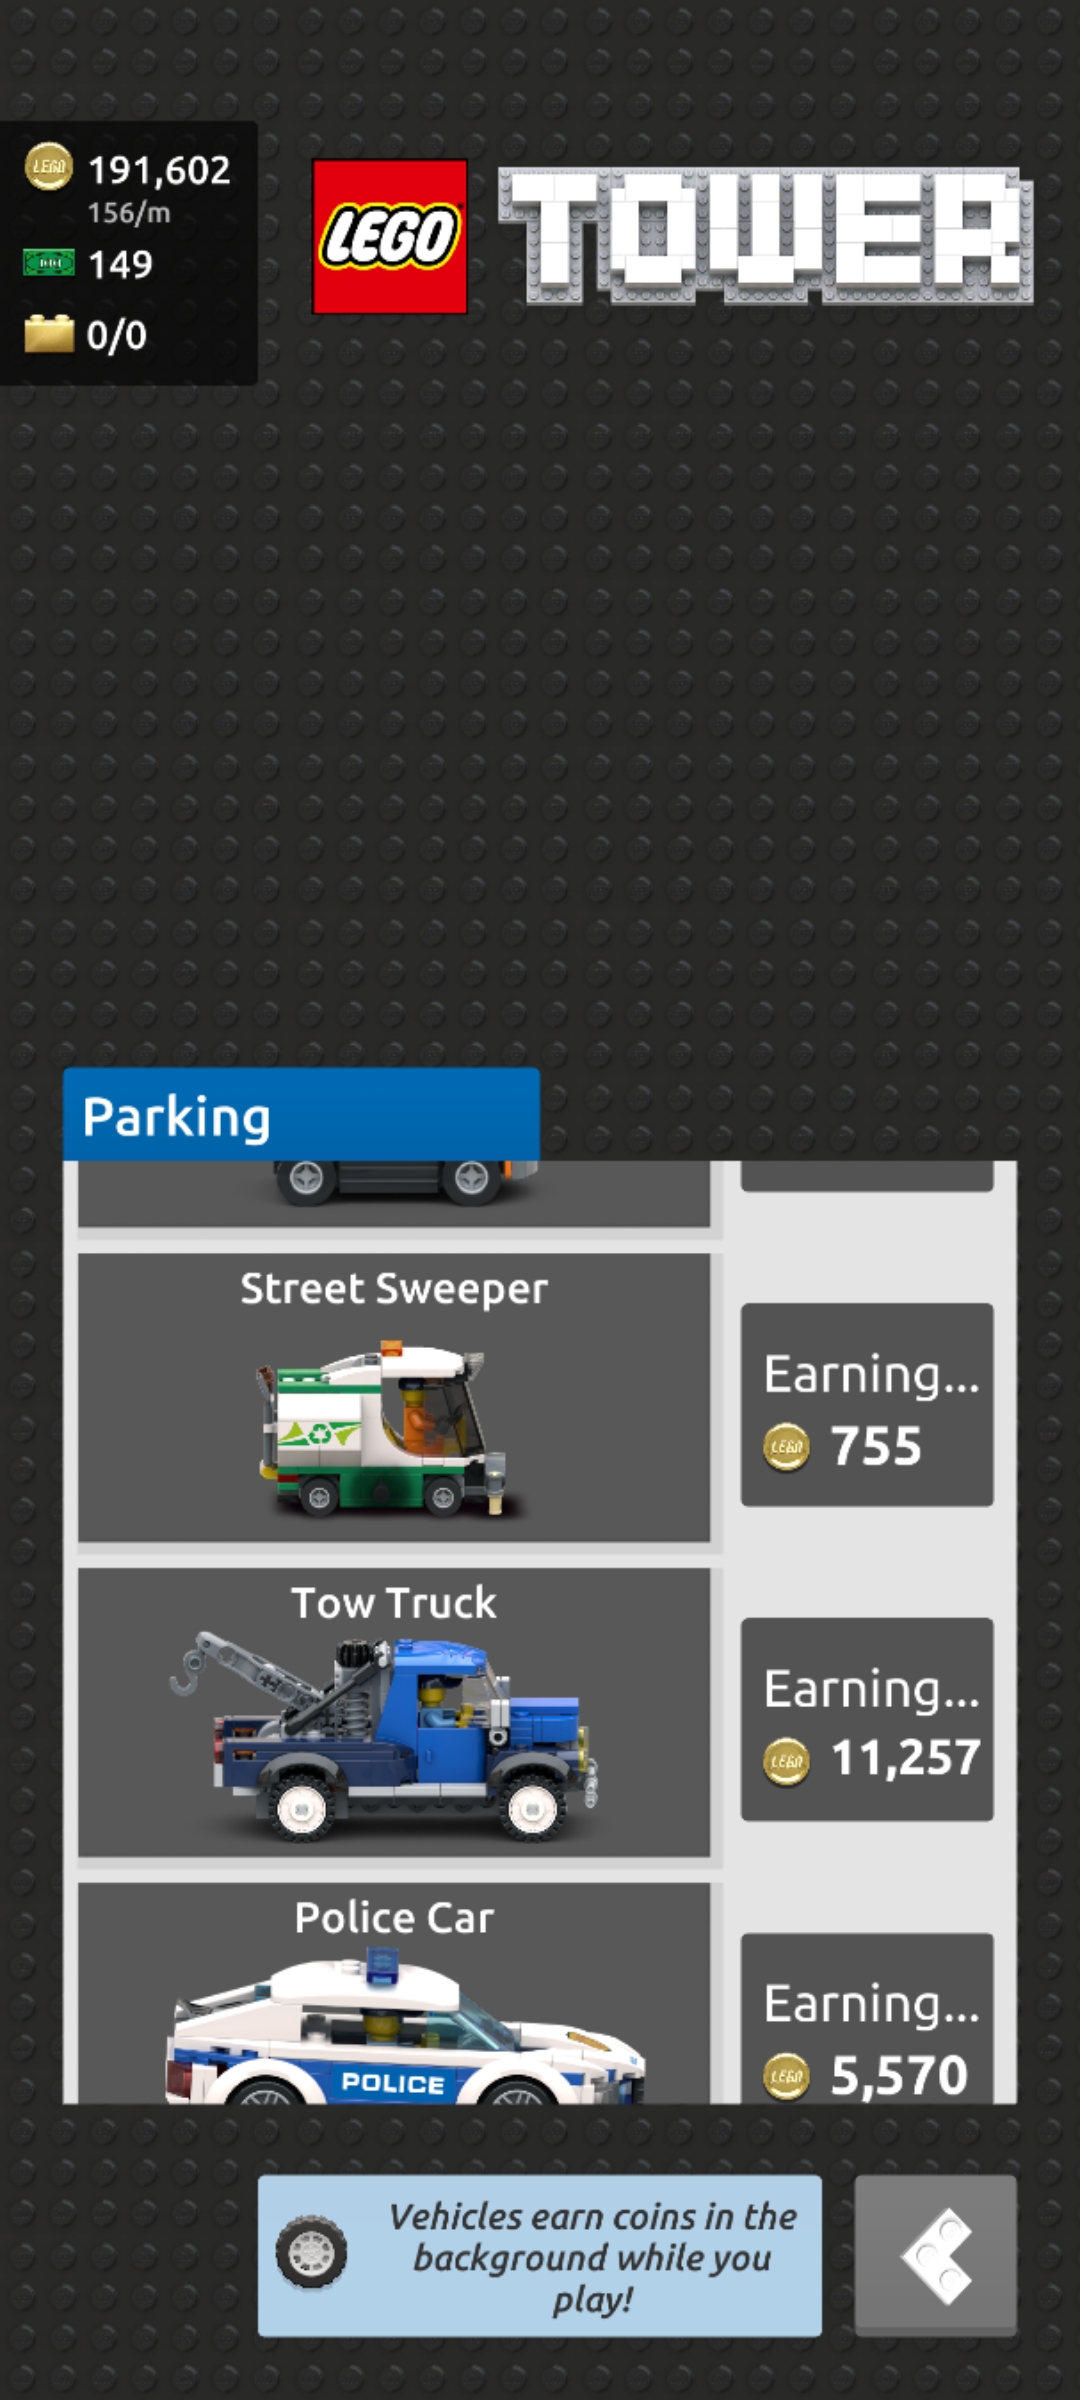 191,602
156/m
149
0/0
LEGO TOWER
Parking
Street Sweeper
Earning...
755
Tow Truck
Earning...
11,257
Police Car
Earning...
5,570
POLICE
Vehicles earn coins in the
background while you
play!